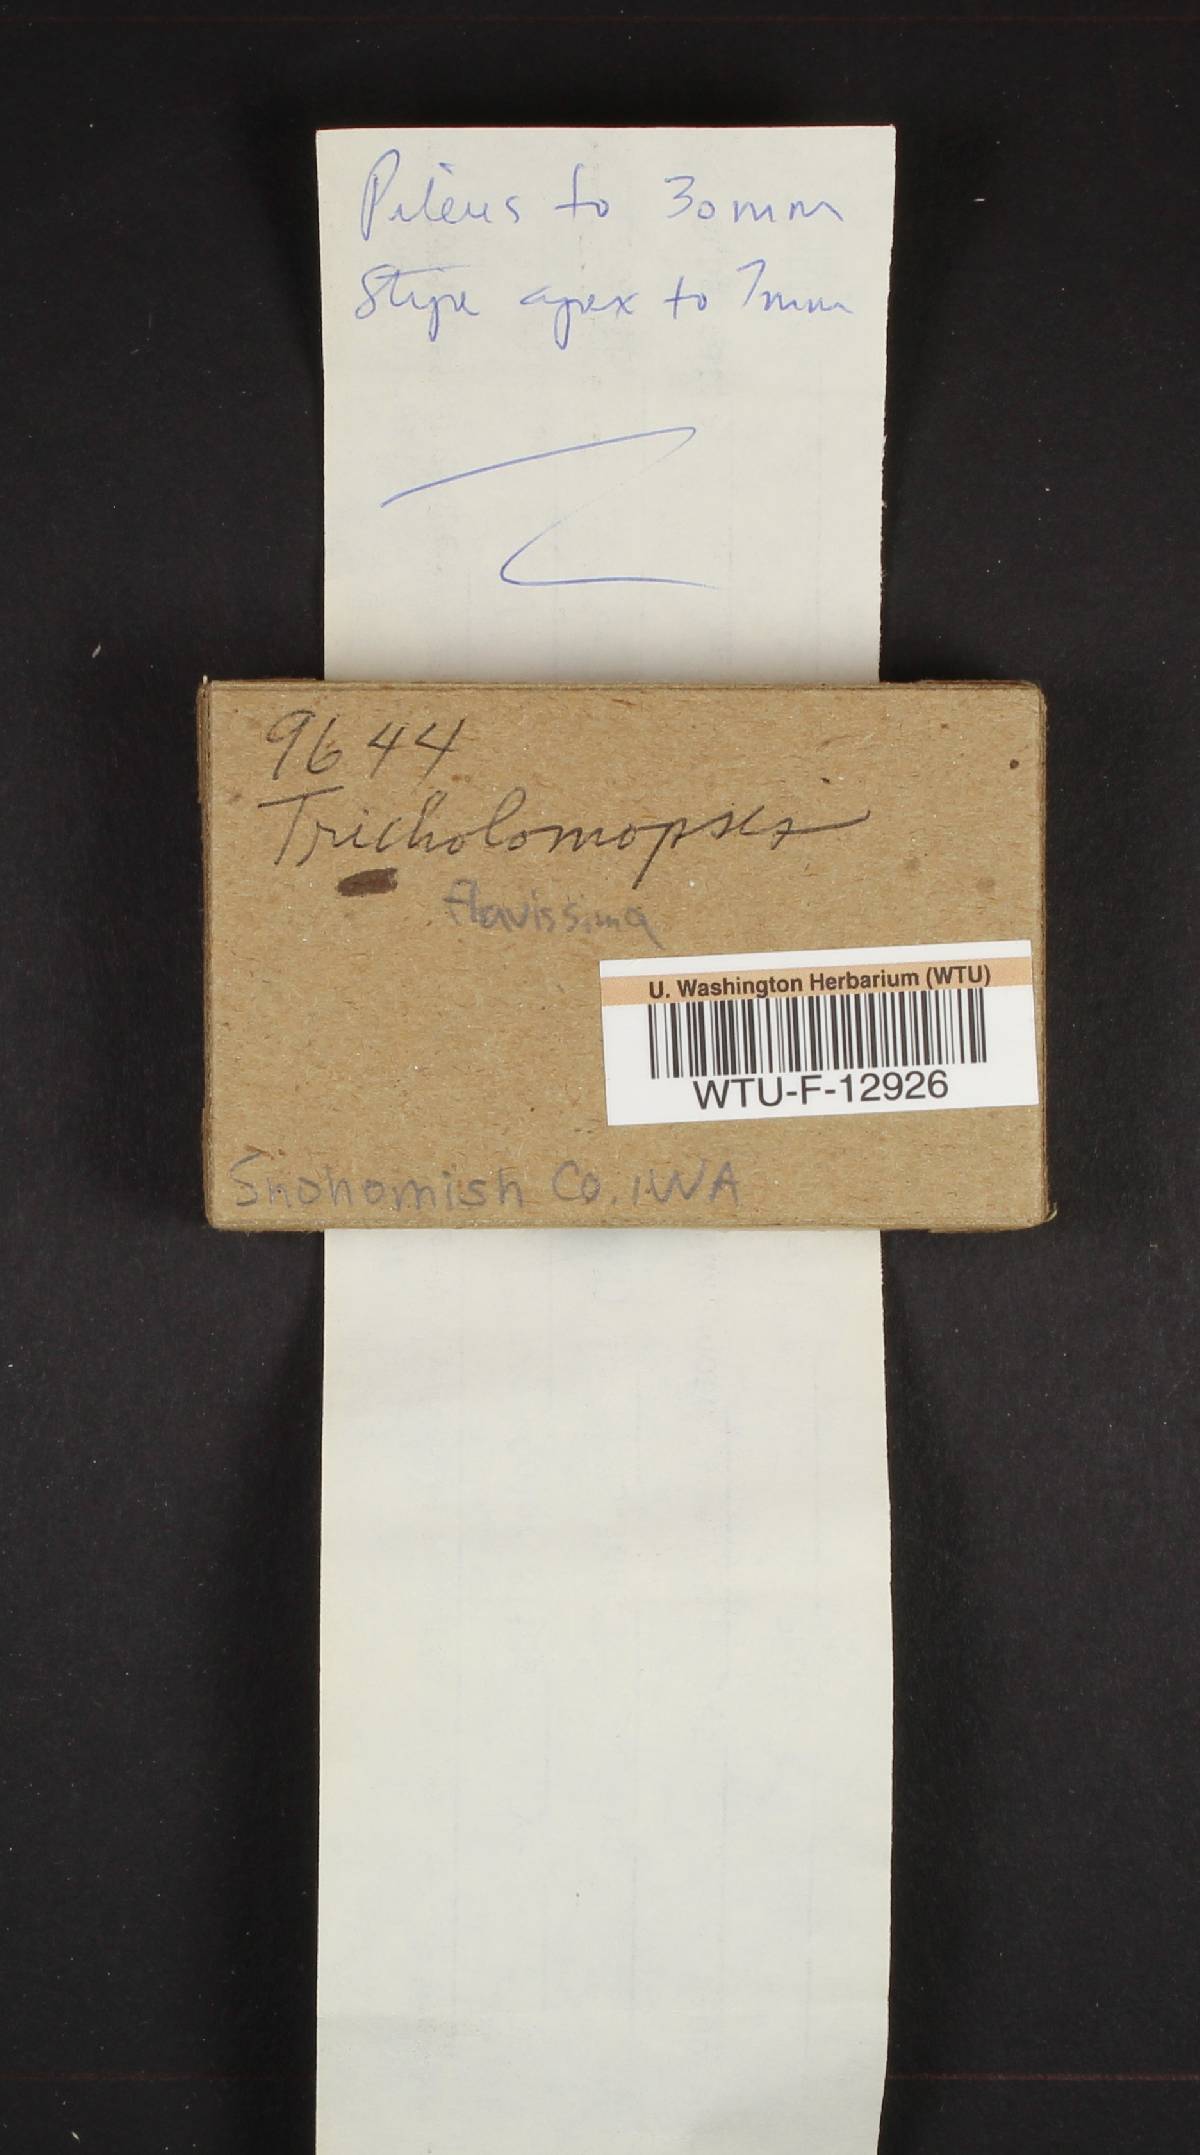 Pileus to 30mm
Stipe apex to 7mm
9644
Tricholomopsis
flavissima
U. Washington Herbarium (WTU)
WTU-F-12926
Snohomish Co., WA